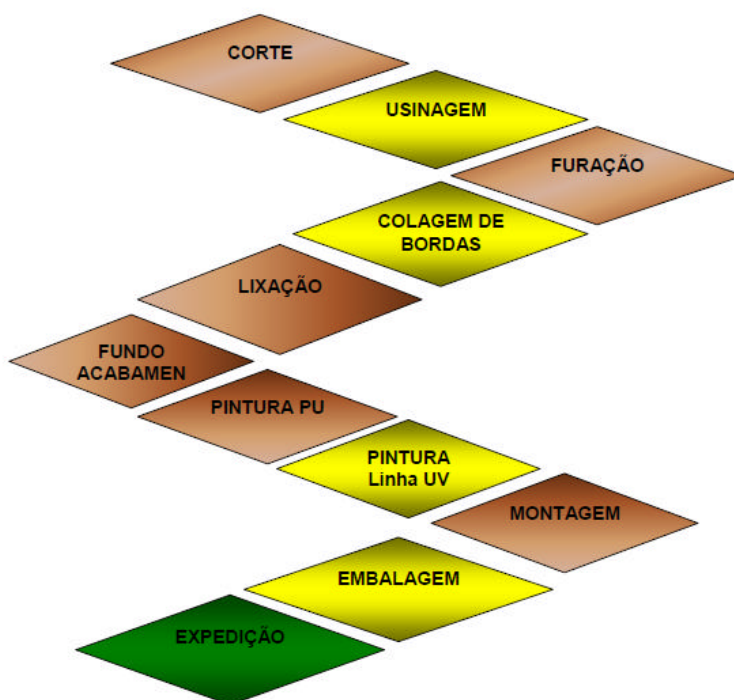 CORTE
USINAGEM
FURAÇÃO
COLAGEM DE
BORDAS
LIXAÇÃO
FUNDO
ACABAMEN
PINTURA PU
PINTURA
Linha UV
MONTAGEM
EMBALAGEM
EXPEDIÇÃO